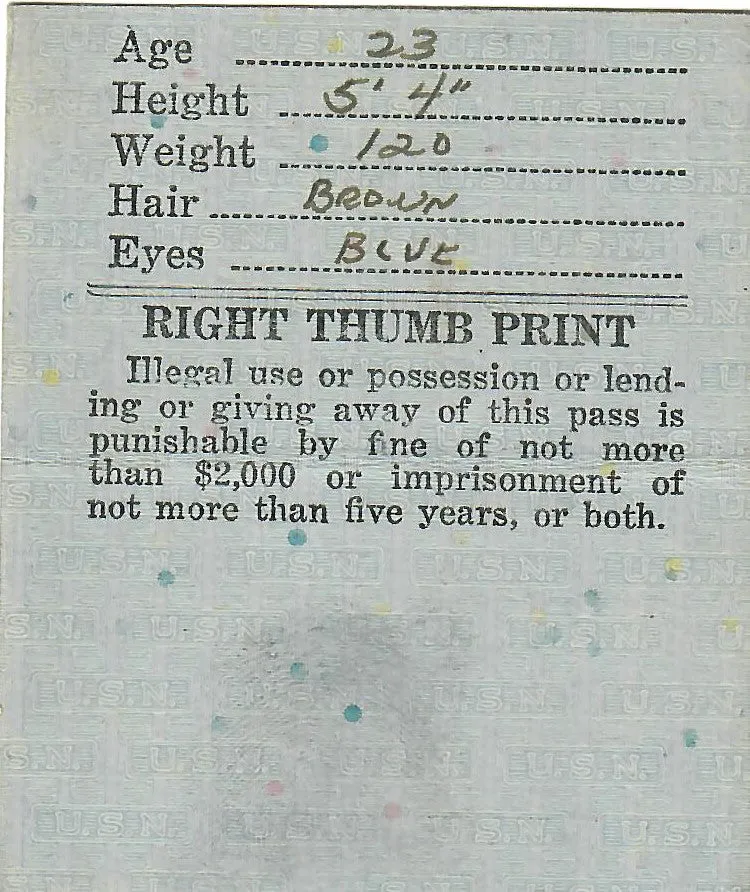 Age 23
Height 5' 4"
Weight 120
Hair BROWN
Eyes BLUE
RIGHT THUMB PRINT
Illegal use or possession or lend-
ing or giving away of this pass is
punishable by fine of not more
than $2,000 or imprisonment of
not more than five years, or both.
U.S.N. U.S.N. U.S.N.